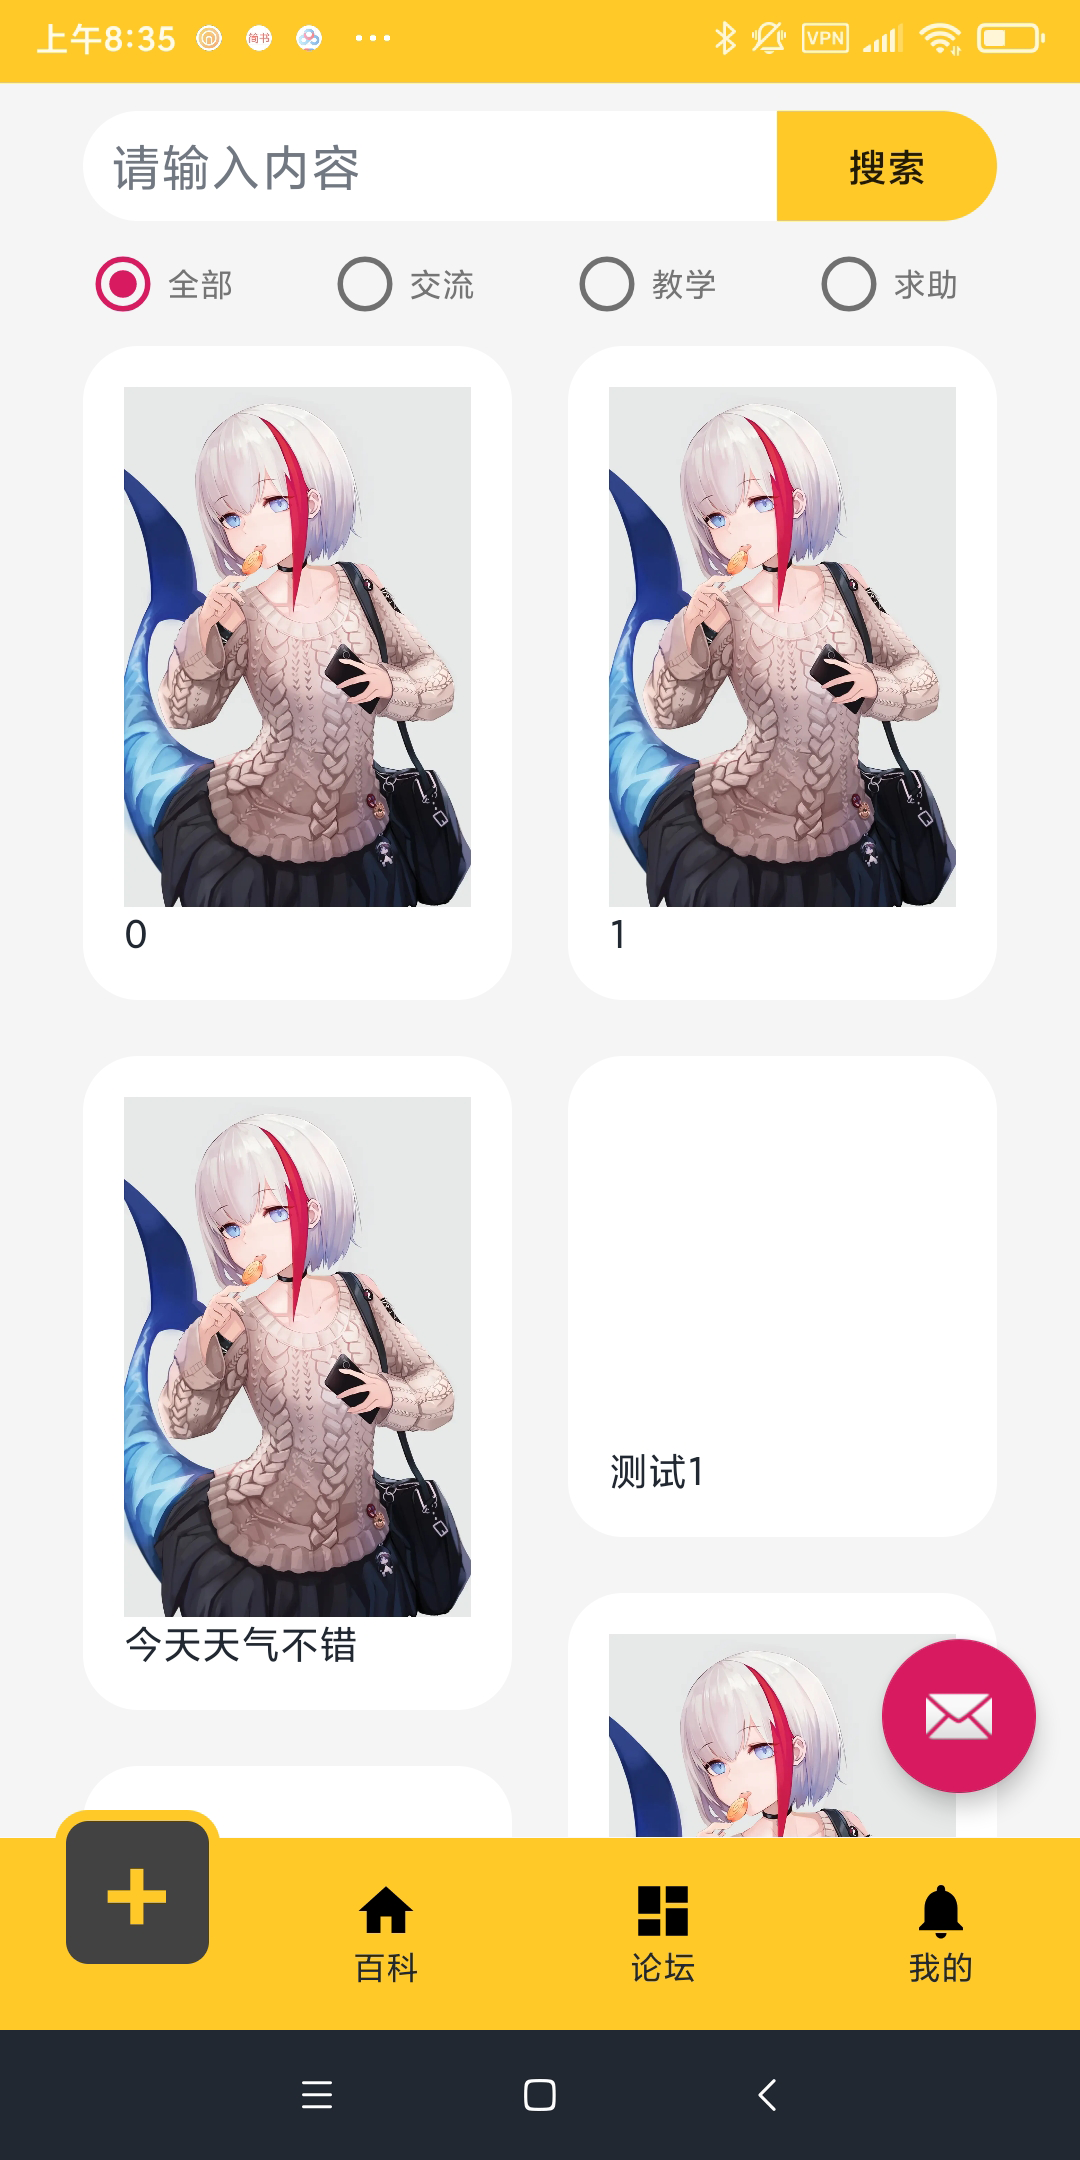 上午8:35 简书 VPN
请输入内容 搜索
全部 交流 教学 求助
0 1
测试1
今天天气不错
百科 论坛 我的